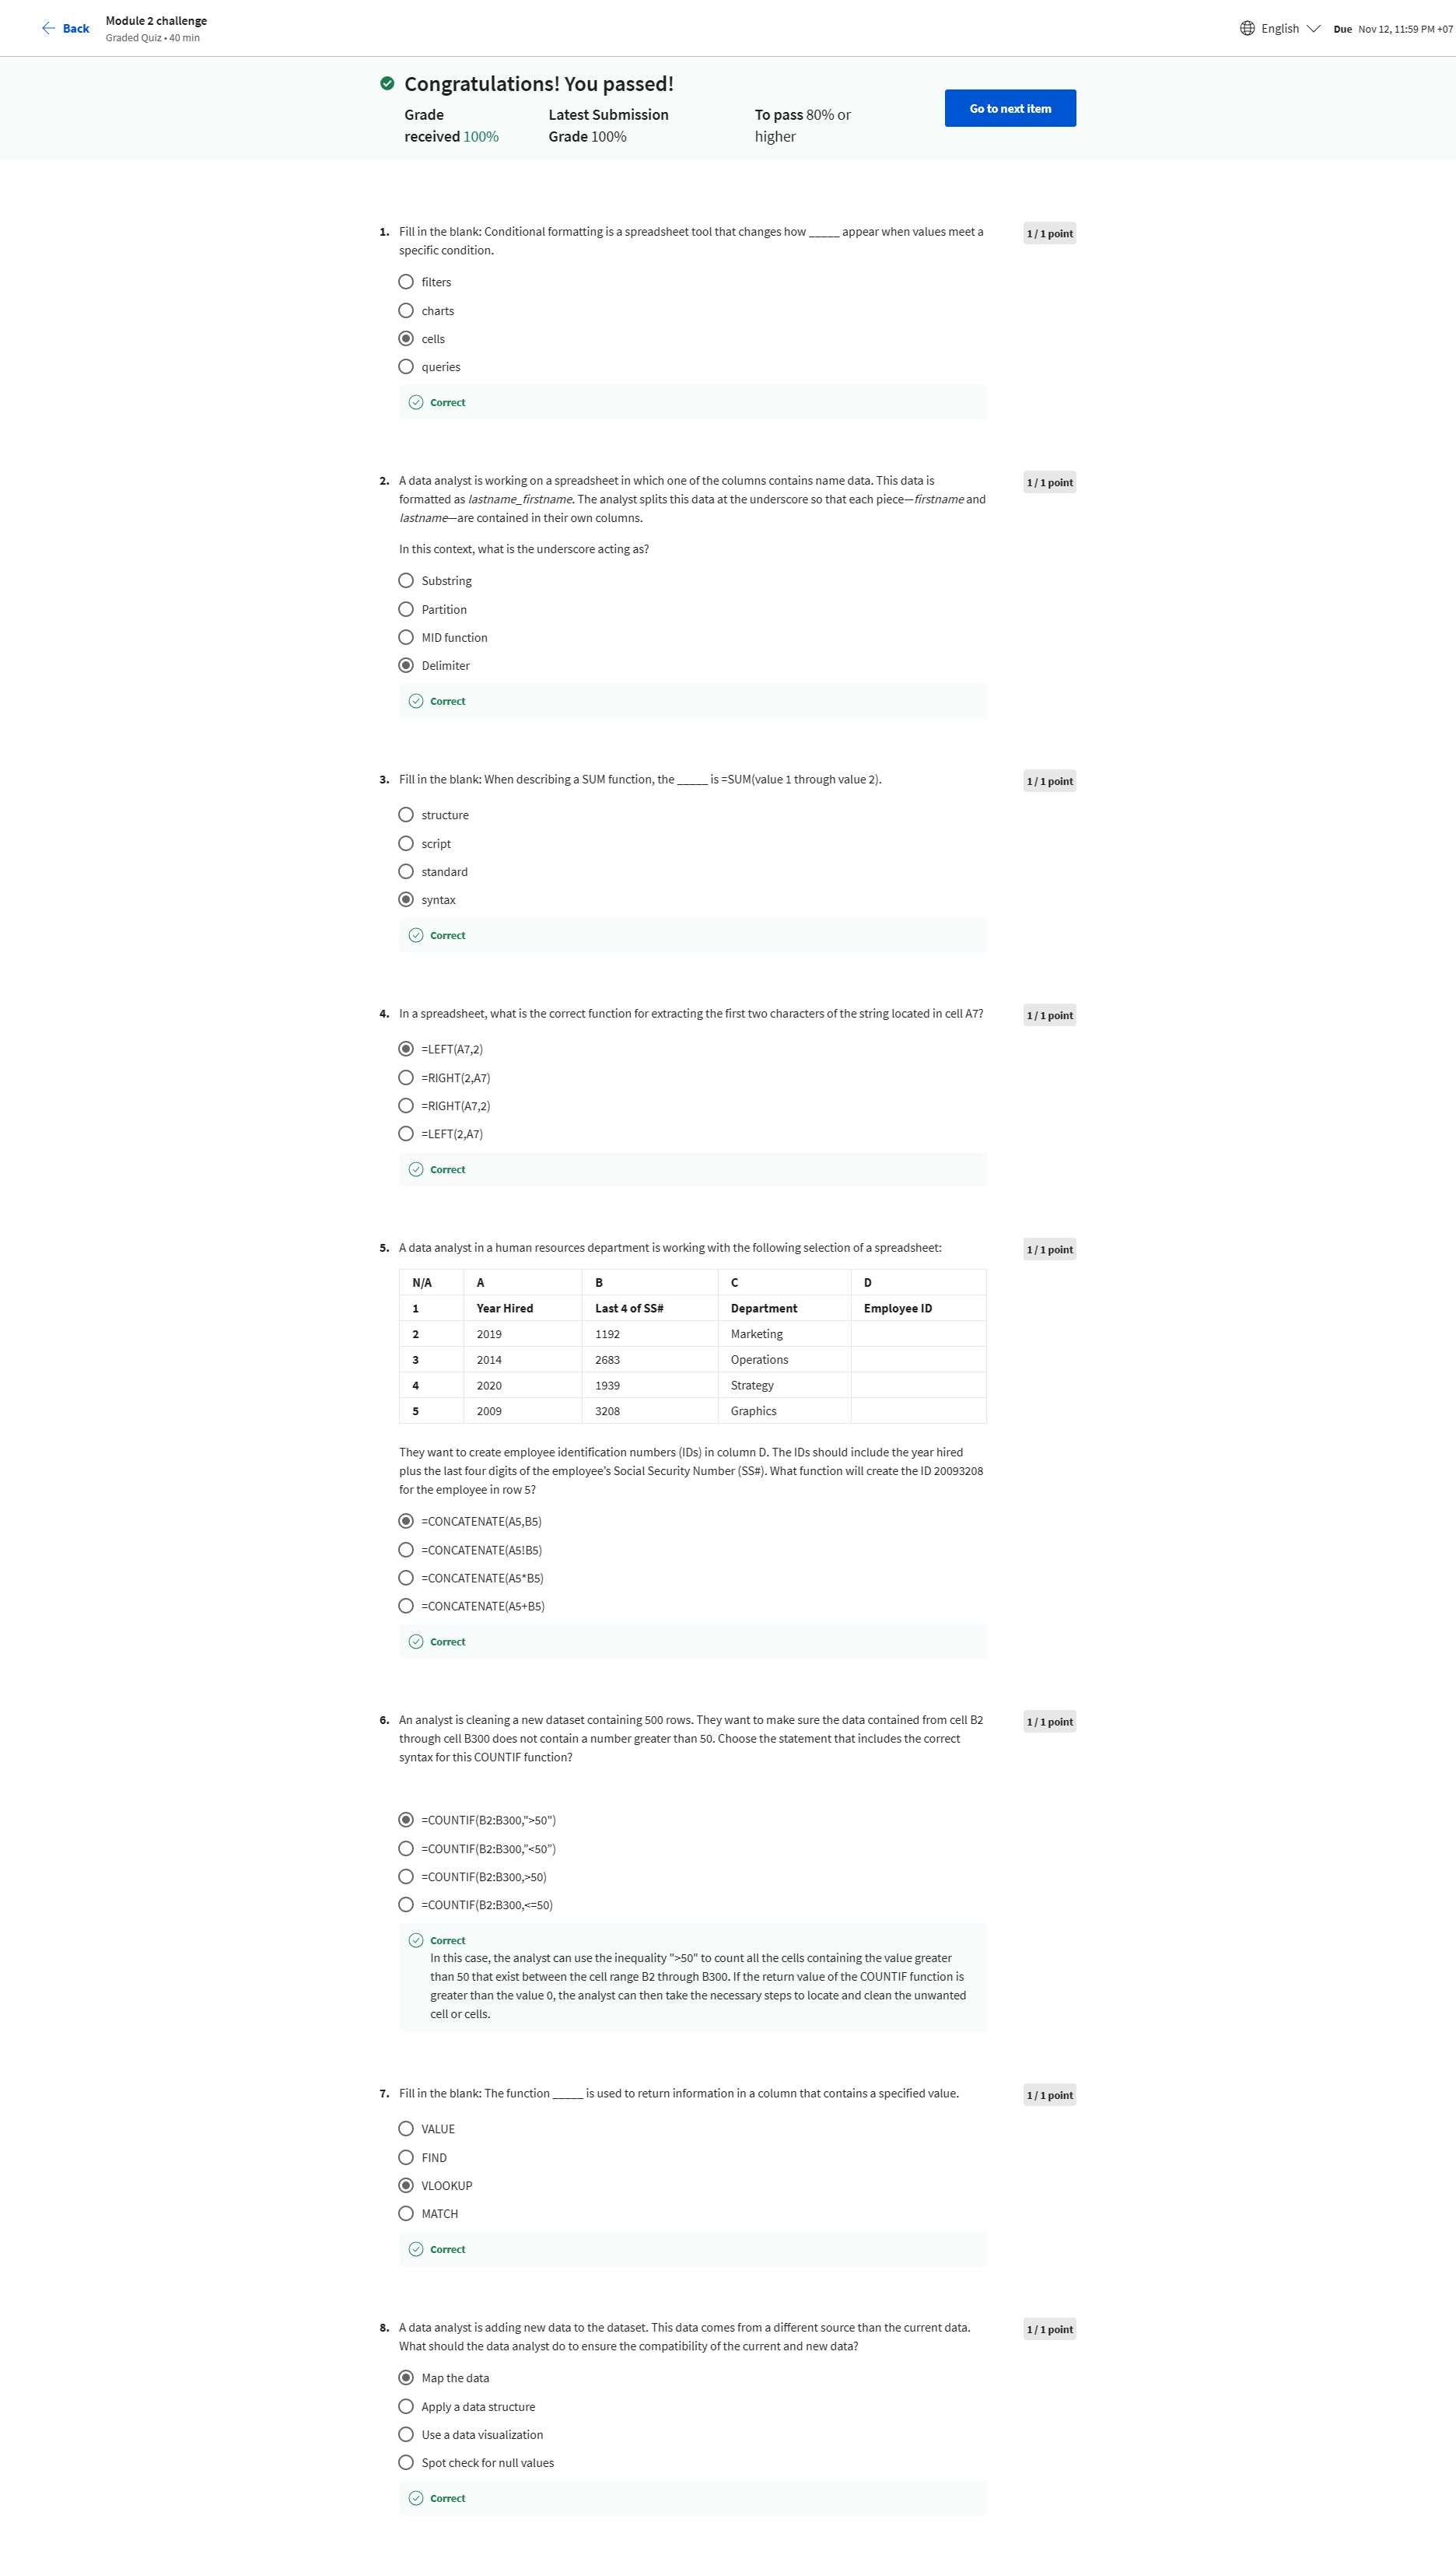 Back
Module 2 challenge
Graded Quiz • 40 min
English
Due Nov 12, 11:59 PM +07
Congratulations! You passed!
Grade
received 100%
Latest Submission
Grade 100%
To pass 80% or
higher
Go to next item
1. Fill in the blank: Conditional formatting is a spreadsheet tool that changes how _____ appear when values meet a
specific condition.
1 / 1 point
filters
charts
cells
queries
Correct
2. A data analyst is working on a spreadsheet in which one of the columns contains name data. This data is
formatted as lastname_firstname. The analyst splits this data at the underscore so that each piece—firstname and
lastname—are contained in their own columns.
1 / 1 point
In this context, what is the underscore acting as?
Substring
Partition
MID function
Delimiter
Correct
3. Fill in the blank: When describing a SUM function, the _____ is =SUM(value 1 through value 2).
1 / 1 point
structure
script
standard
syntax
Correct
4. In a spreadsheet, what is the correct function for extracting the first two characters of the string located in cell A7?
1 / 1 point
=LEFT(A7,2)
=RIGHT(2,A7)
=RIGHT(A7,2)
=LEFT(2,A7)
Correct
5. A data analyst in a human resources department is working with the following selection of a spreadsheet:
1 / 1 point
N/A A B C D
1 Year Hired Last 4 of SS# Department Employee ID
2 2019 1192 Marketing
3 2014 2683 Operations
4 2020 1939 Strategy
5 2009 3208 Graphics
They want to create employee identification numbers (IDs) in column D. The IDs should include the year hired
plus the last four digits of the employee’s Social Security Number (SS#). What function will create the ID 20093208
for the employee in row 5?
=CONCATENATE(A5,B5)
=CONCATENATE(A5!B5)
=CONCATENATE(A5*B5)
=CONCATENATE(A5+B5)
Correct
6. An analyst is cleaning a new dataset containing 500 rows. They want to make sure the data contained from cell B2
through cell B300 does not contain a number greater than 50. Choose the statement that includes the correct
syntax for this COUNTIF function?
1 / 1 point
=COUNTIF(B2:B300,">50")
=COUNTIF(B2:B300,”<50”)
=COUNTIF(B2:B300,>50)
=COUNTIF(B2:B300,<=50)
Correct
In this case, the analyst can use the inequality ">50" to count all the cells containing the value greater
than 50 that exist between the cell range B2 through B300. If the return value of the COUNTIF function is
greater than the value 0, the analyst can then take the necessary steps to locate and clean the unwanted
cell or cells.
7. Fill in the blank: The function _____ is used to return information in a column that contains a specified value.
1 / 1 point
VALUE
FIND
VLOOKUP
MATCH
Correct
8. A data analyst is adding new data to the dataset. This data comes from a different source than the current data.
What should the data analyst do to ensure the compatibility of the current and new data?
1 / 1 point
Map the data
Apply a data structure
Use a data visualization
Spot check for null values
Correct